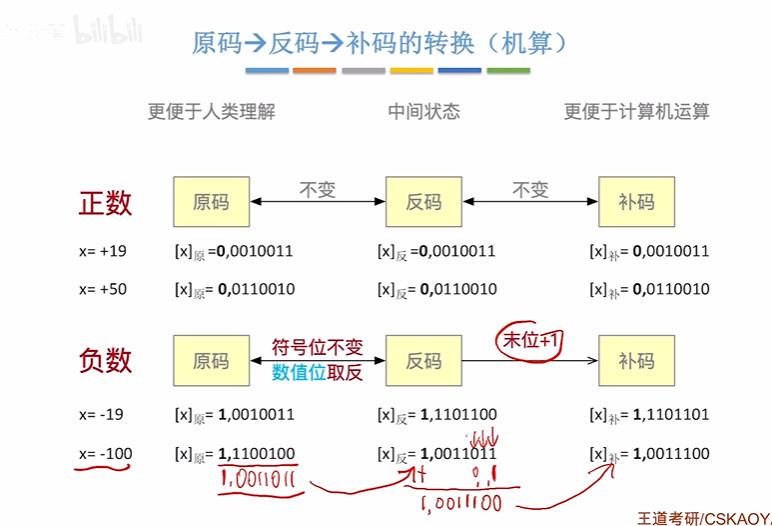 bilibili
原码→反码→补码的转换（机算）
更便于人类理解 中间状态 更便于计算机运算
正数 原码 不变 反码 不变 补码
x= +19 [x]原=0,0010011 [x]反=0,0010011 [x]补= 0,0010011
x= +50 [x]原= 0,0110010 [x]反= 0,0110010 [x]补= 0,0110010
负数 原码 符号位不变 数值位取反 反码 末位+1 补码
x= -19 [x]原= 1,0010011 [x]反= 1,1101100 [x]补= 1,1101101
x= -100 [x]原= 1,1100100 [x]反= 1,0011011 [x]补= 1,0011100
1,0011011
+ 0,1
1,0011100
王道考研/CSKAOY